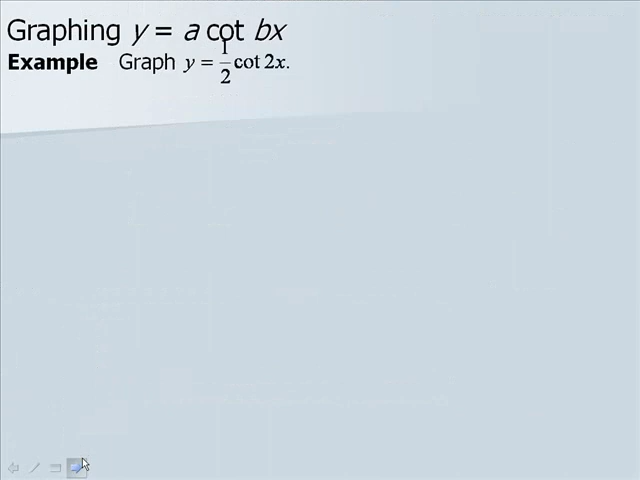 Graphing y = a cot bx
Example Graph y = 1/2 cot 2x.